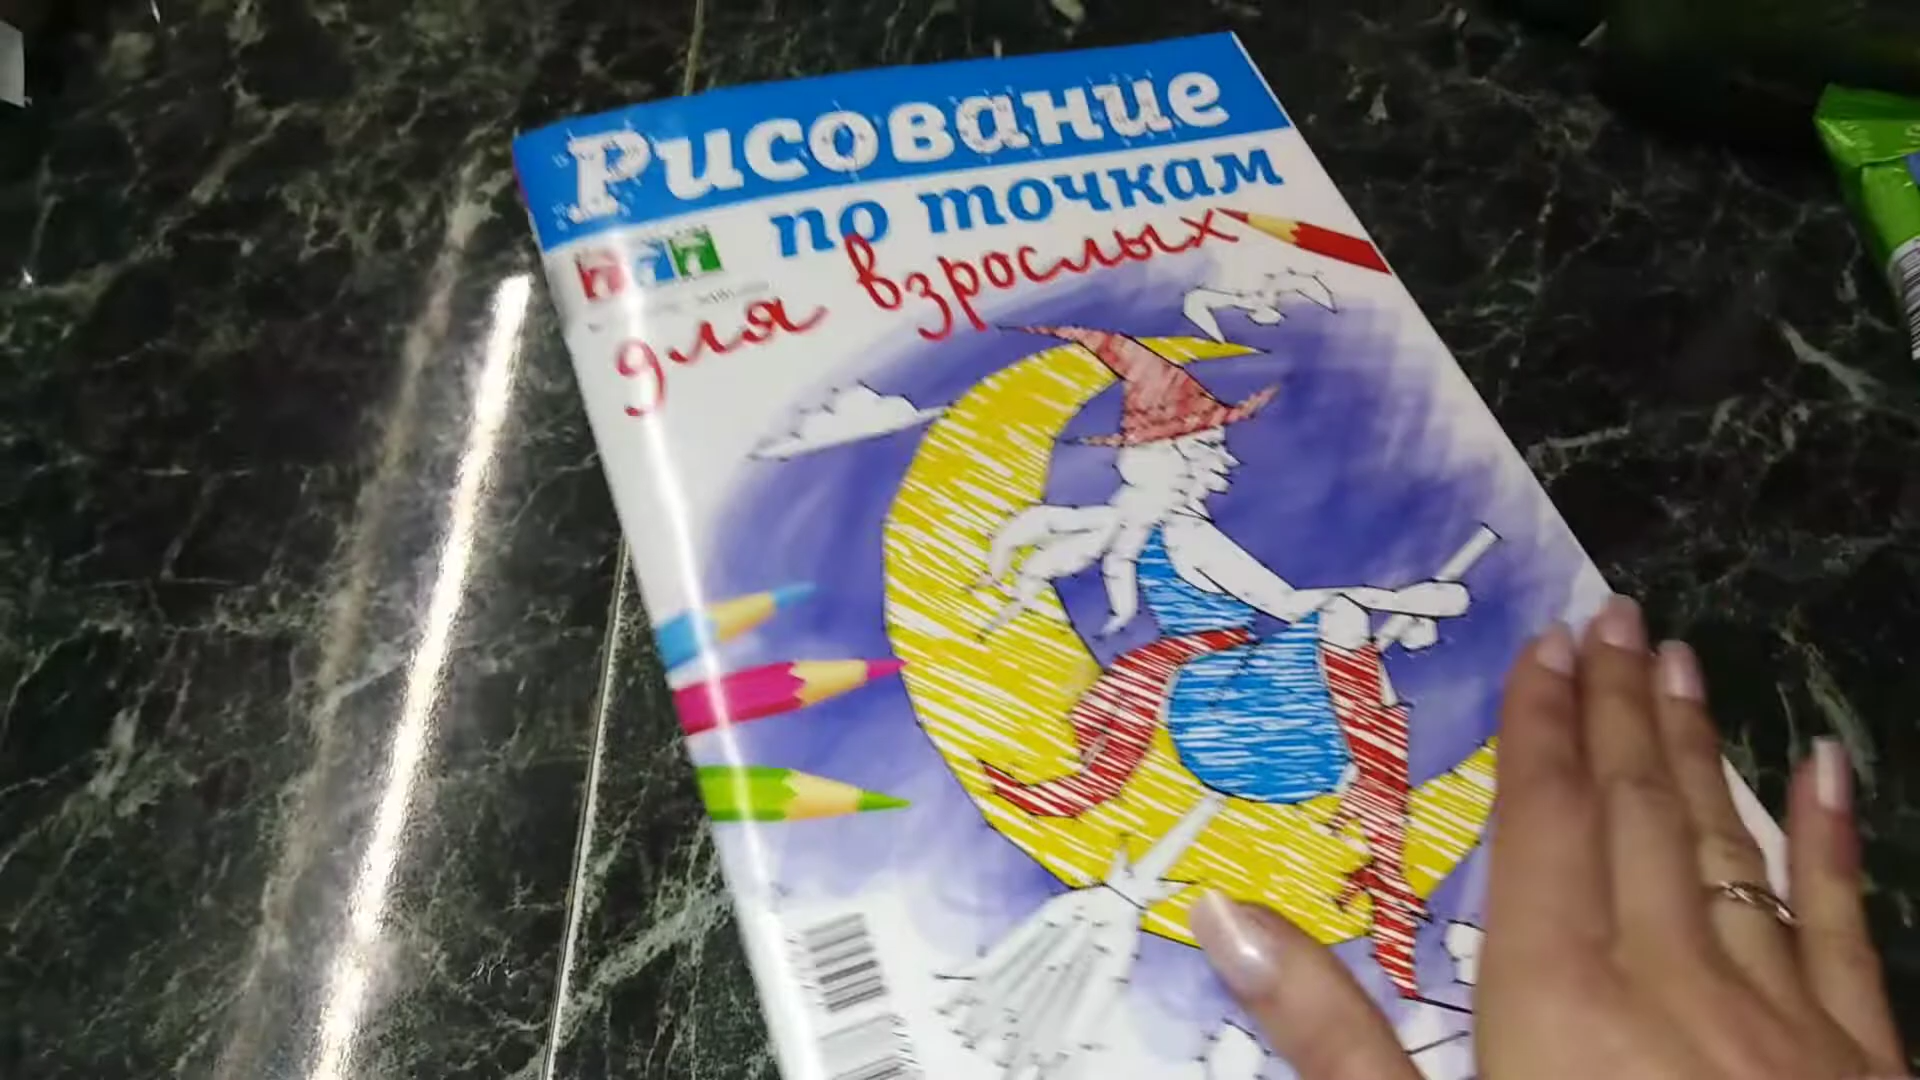 Рисование
по точкам
для взрослых